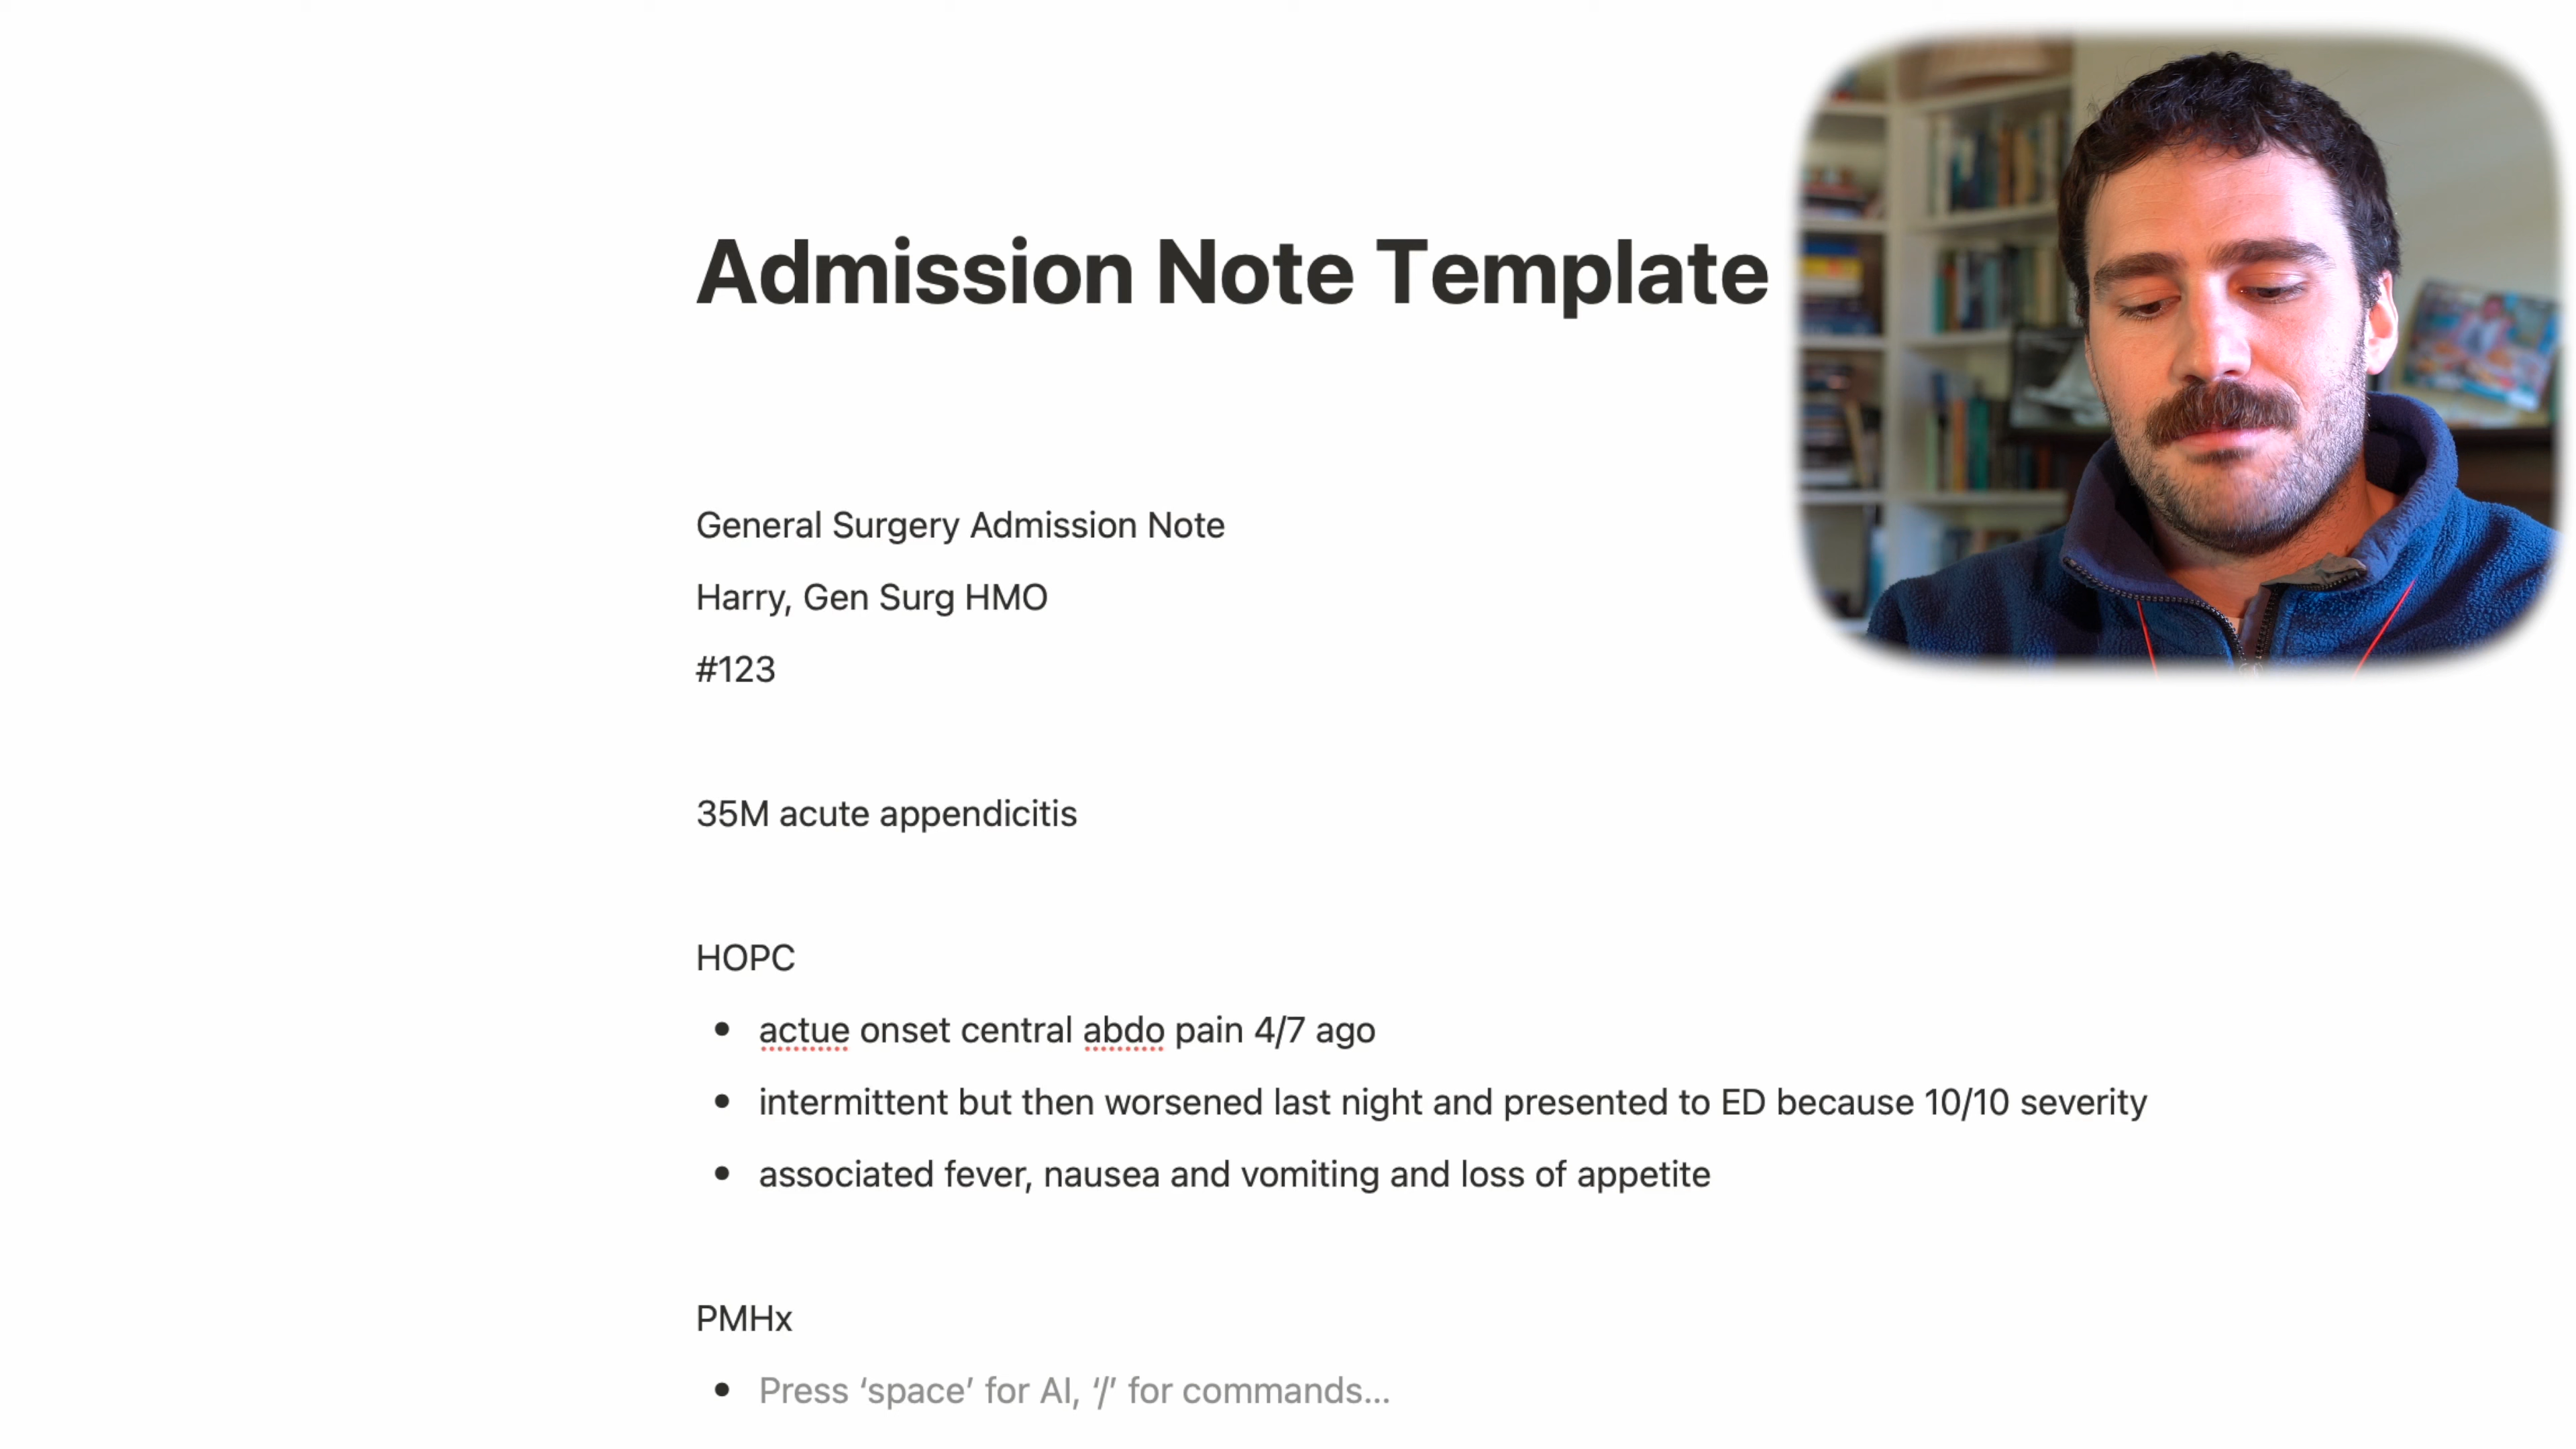 Admission Note Template
General Surgery Admission Note
Harry, Gen Surg HMO
#123
35M acute appendicitis
HOPC
• actue onset central abdo pain 4/7 ago
• intermittent but then worsened last night and presented to ED because 10/10 severity
• associated fever, nausea and vomiting and loss of appetite
PMHx
• Press ‘space’ for AI, ‘/’ for commands...